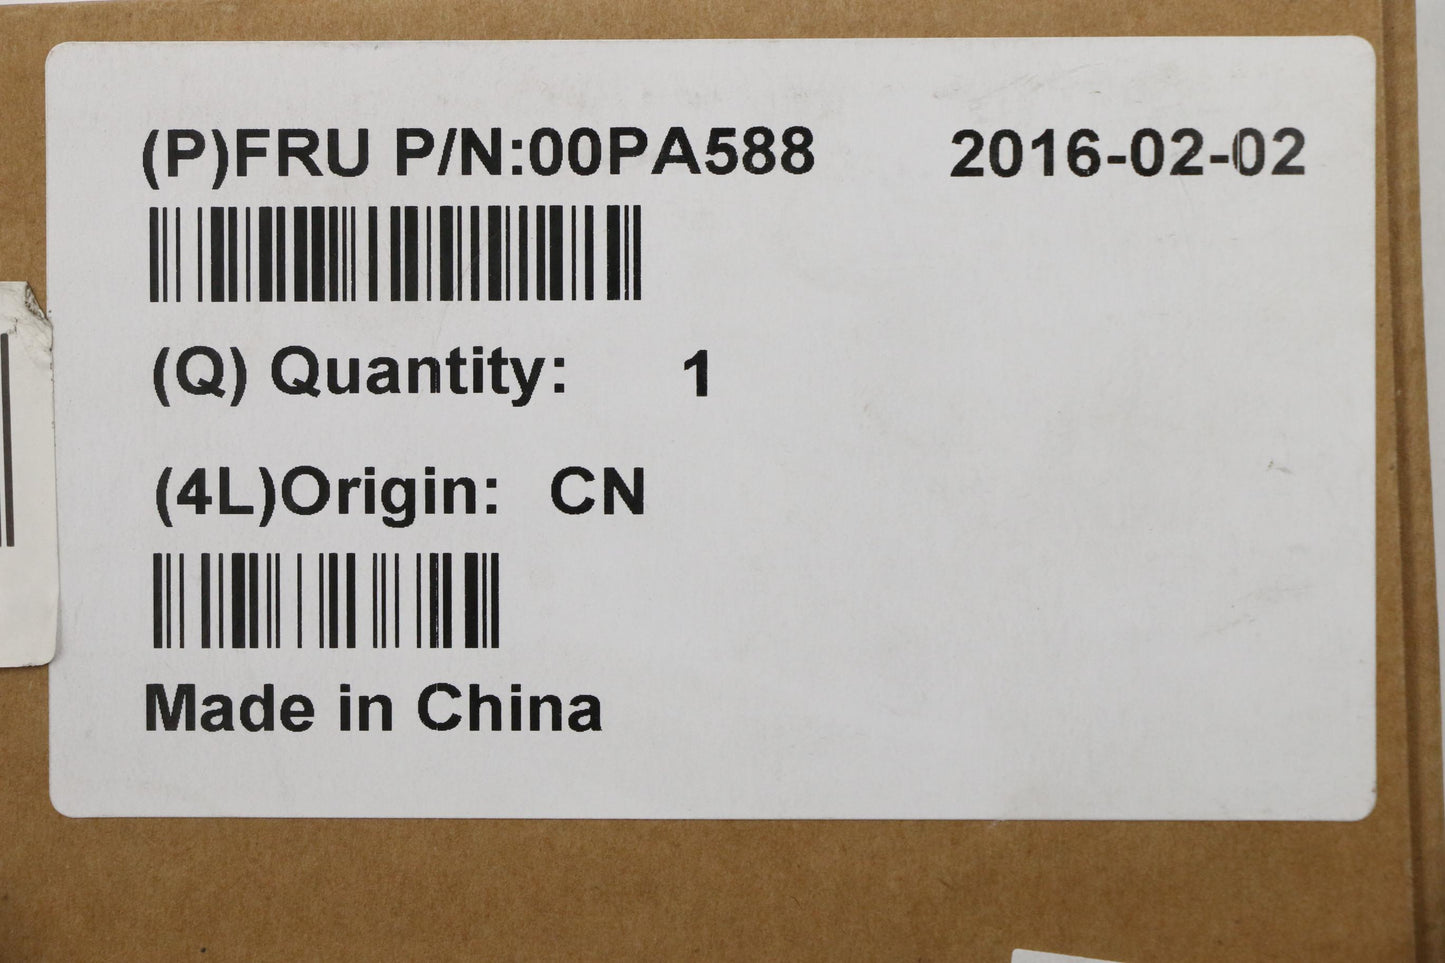 (P)FRU P/N:00PA588 2016-02-02
(Q) Quantity: 1
(4L)Origin: CN
Made in China